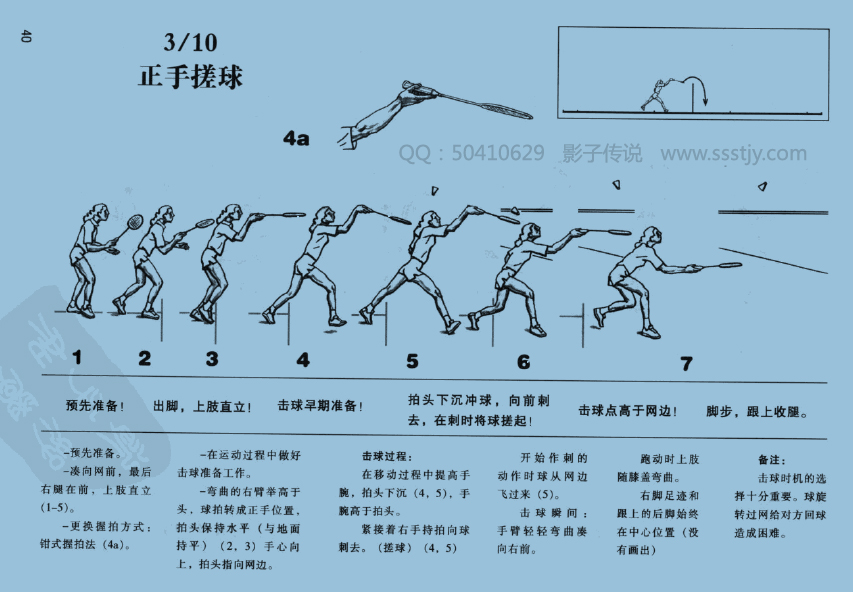 40
3/10
正手搓球
4a
QQ：50410629 影子传说 www.ssstjy.com
1
2
3
4
5
6
7
预先准备！
出脚，上肢直立！
击球早期准备！
拍头下沉冲球，向前刺
去，在刺时将球搓起！
击球点高于网边！
脚步，跟上收腿。
-预先准备。
-凑向网前，最后
右腿在前，上肢直立
(1-5)。
-更换握拍方式：
钳式握拍法（4a）。
-在运动过程中做好
击球准备工作。
-弯曲的右臂举高于
头，球拍转成正手位置，
拍头保持水平（与地面
持平）（2，3）手心向
上，拍头指向网边。
击球过程：
在移动过程中提高手
腕，拍头下沉（4，5），手
腕高于拍头。
紧接着右手持拍向球
刺去。（搓球）（4，5）
开始作刺的
动作时球从网边
飞过来（5）。
击球瞬间：
手臂轻轻弯曲凑
向右前。
跑动时上肢
随膝盖弯曲。
右脚足迹和
跟上的后脚始终
在中心位置（没
有画出）
备注：
击球时机的选
择十分重要。球旋
转过网给对方回球
造成困难。